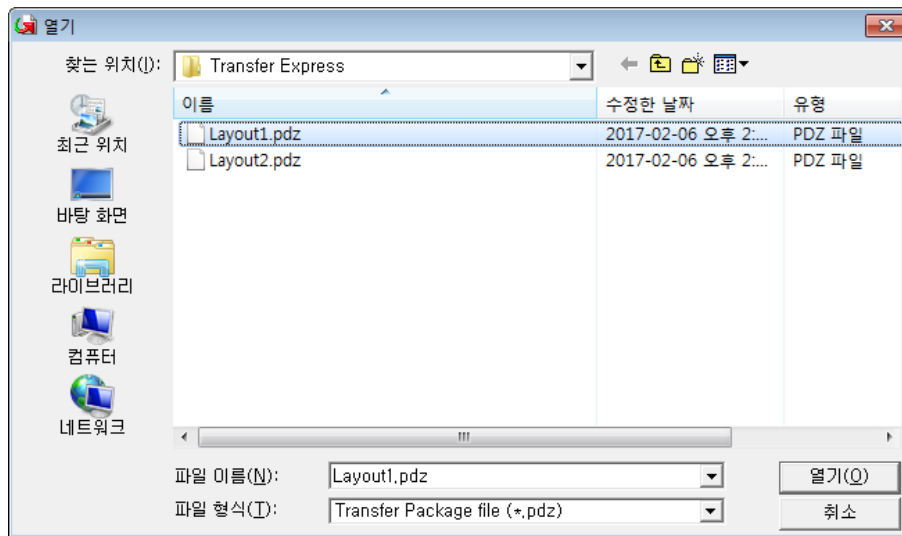 열기
찾는 위치(I):
Transfer Express
이름
수정한 날짜
유형
Layout1.pdz
2017-02-06 오후 2:...
PDZ 파일
Layout2.pdz
2017-02-06 오후 2:...
PDZ 파일
최근 위치
바탕 화면
라이브러리
컴퓨터
네트워크
파일 이름(N):
Layout1.pdz
열기(O)
파일 형식(T):
Transfer Package file (*.pdz)
취소